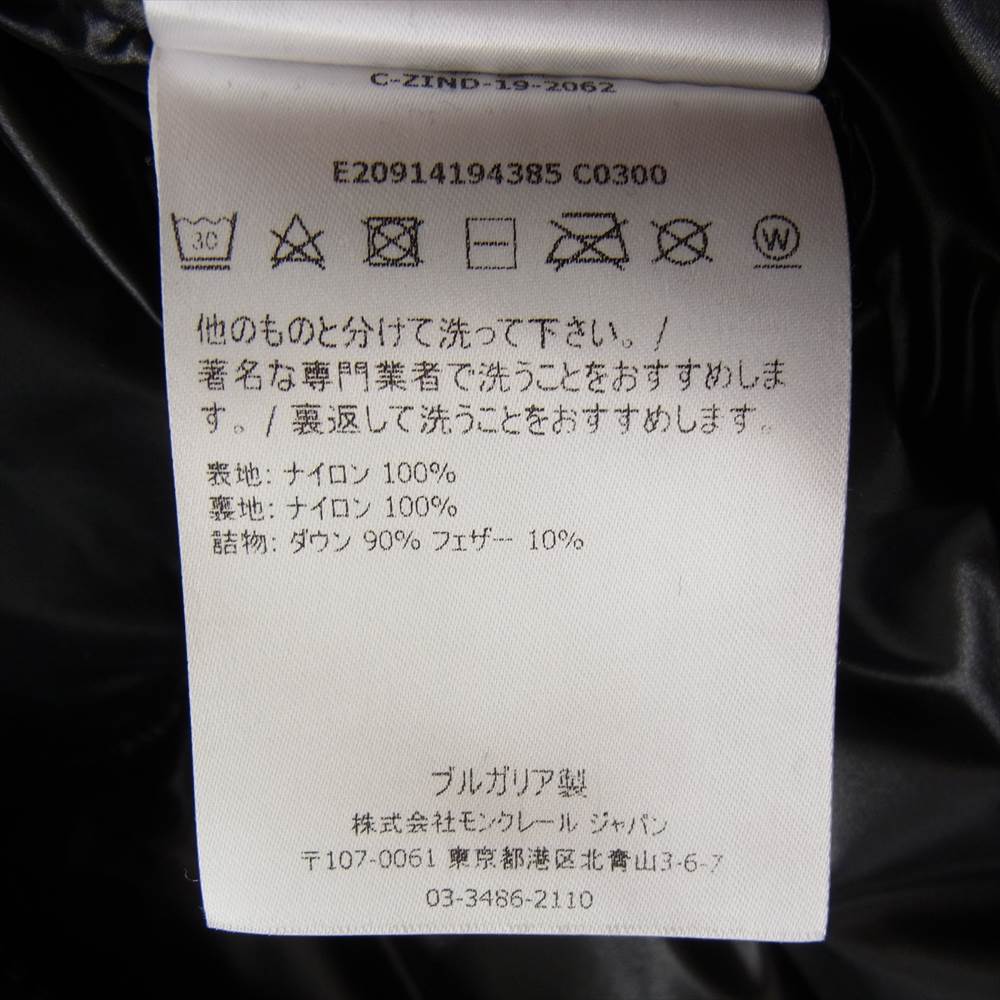 C-ZIND-19-2062
E20914194385 C0300
30
W
他のものと分けて洗って下さい。/
著名な専門業者で洗うことをおすすめしま
す。/ 裏返して洗うことをおすすめします。
表地: ナイロン 100%
裏地: ナイロン 100%
詰物: ダウン 90% フェザー 10%
ブルガリア製
株式会社モンクレール ジャパン
〒107-0061 東京都港区北青山3-6-7
03-3486-2110